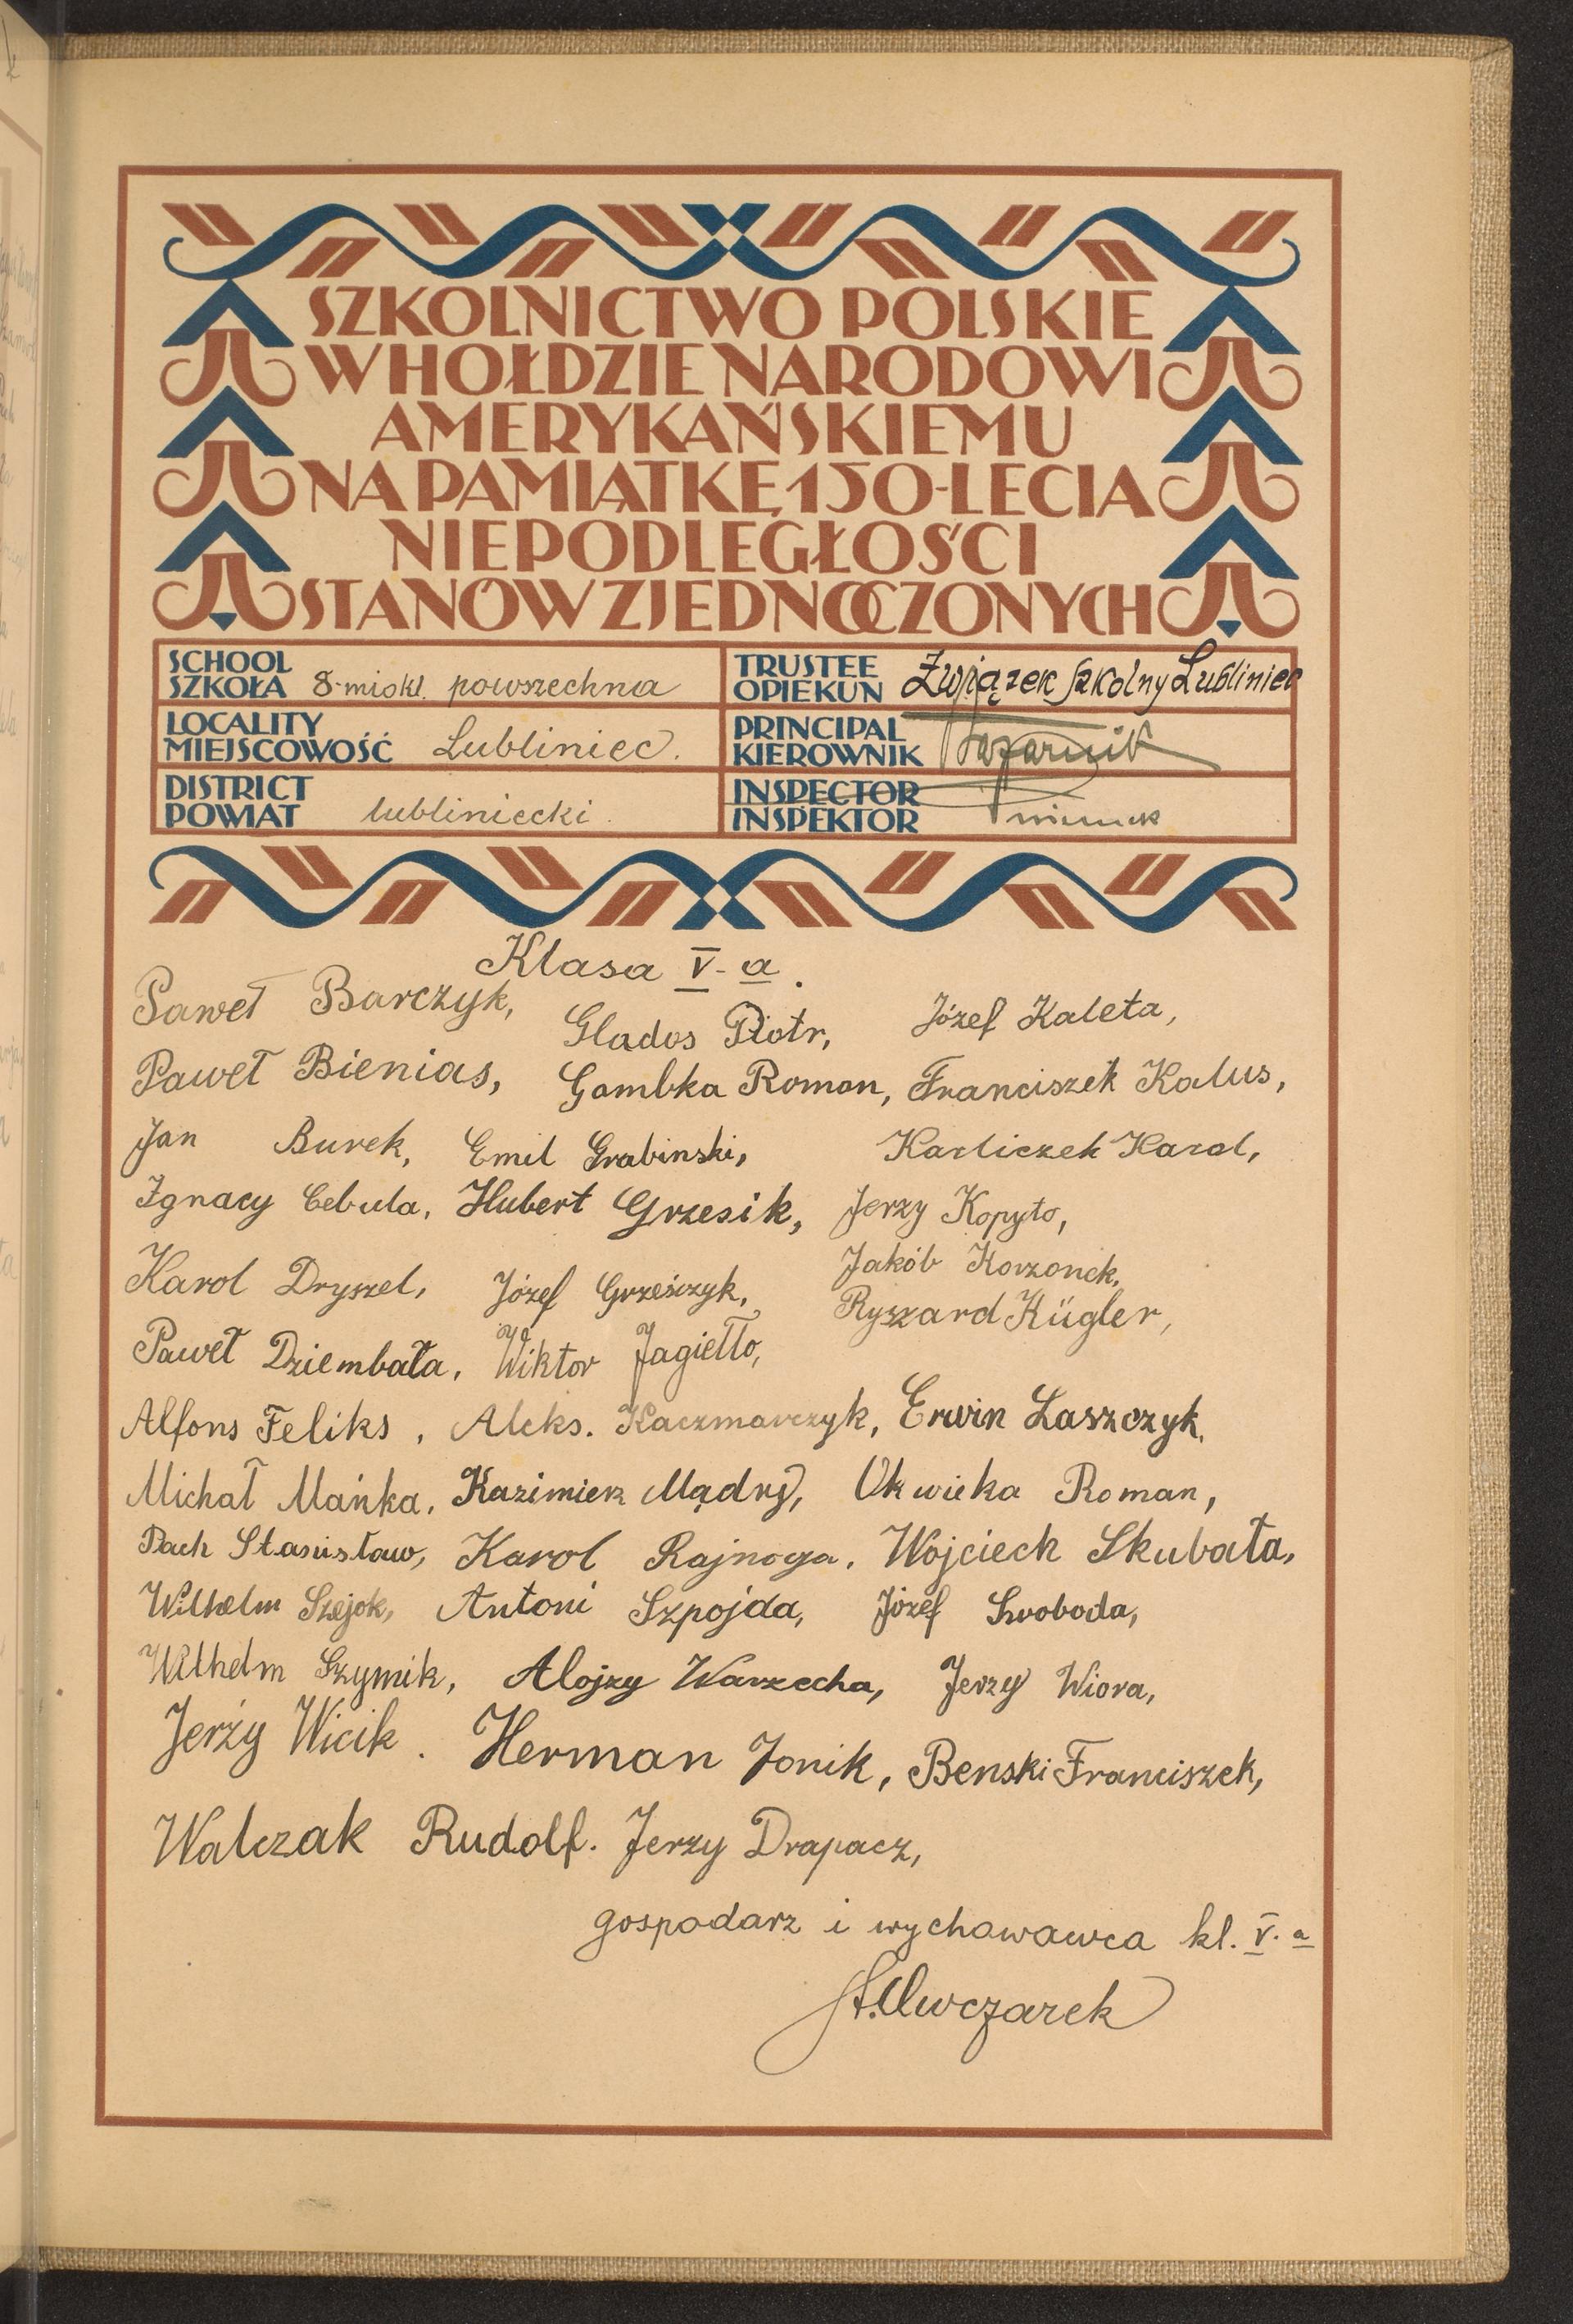 SZKOLNICTWO POLSKIE
W HOŁDZIE NARODOWI
AMERYKAŃSKIEMU
NA PAMIĄTKĘ 150-LECIA
NIEPODLEGŁOŚCI
STANÓW ZJEDNOCZONYCH
SCHOOL
SZKOŁA 8-miokl. powszechna
TRUSTEE
OPIEKUN Związek Szkolny Lubliniec
LOCALITY
MIEJSCOWOŚĆ Lubliniec.
PRINCIPAL
KIEROWNIK
DISTRICT
POWIAT lubliniecki.
INSPECTOR
INSPEKTOR
Klasa V-a.
Paweł Barczyk, Glados Piotr, Józef Kaleta,
Paweł Bienias, Gambka Roman, Franciszek Kalus,
Jan Burek, Emil Grabinski, Karliczek Karol,
Ignacy Cebula, Hubert Grzesik, Jerzy Kopyto,
Karol Dryszel, Józef Grześczyk, Jakób Korzonek,
Ryszard Kügler,
Paweł Dziembała, Wiktor Jagiełło,
Alfons Feliks, Aleks. Kaczmarczyk, Erwin Laszczyk,
Michał Mańka, Kazimierz Mądry, Okwieka Roman,
Pach Stanisław, Karol Rajnoga, Wojciech Skubała,
Wilhelm Szejok, Antoni Szpojda, Józef Swoboda,
Wilhelm Szymik, Alojzy Warzecha, Jerzy Wiora,
Jerzy Wicik. Herman Jonik, Benski Franciszek,
Walczak Rudolf. Jerzy Drapacz,
gospodarz i wychowawca kl. V. a
St. Owczarek